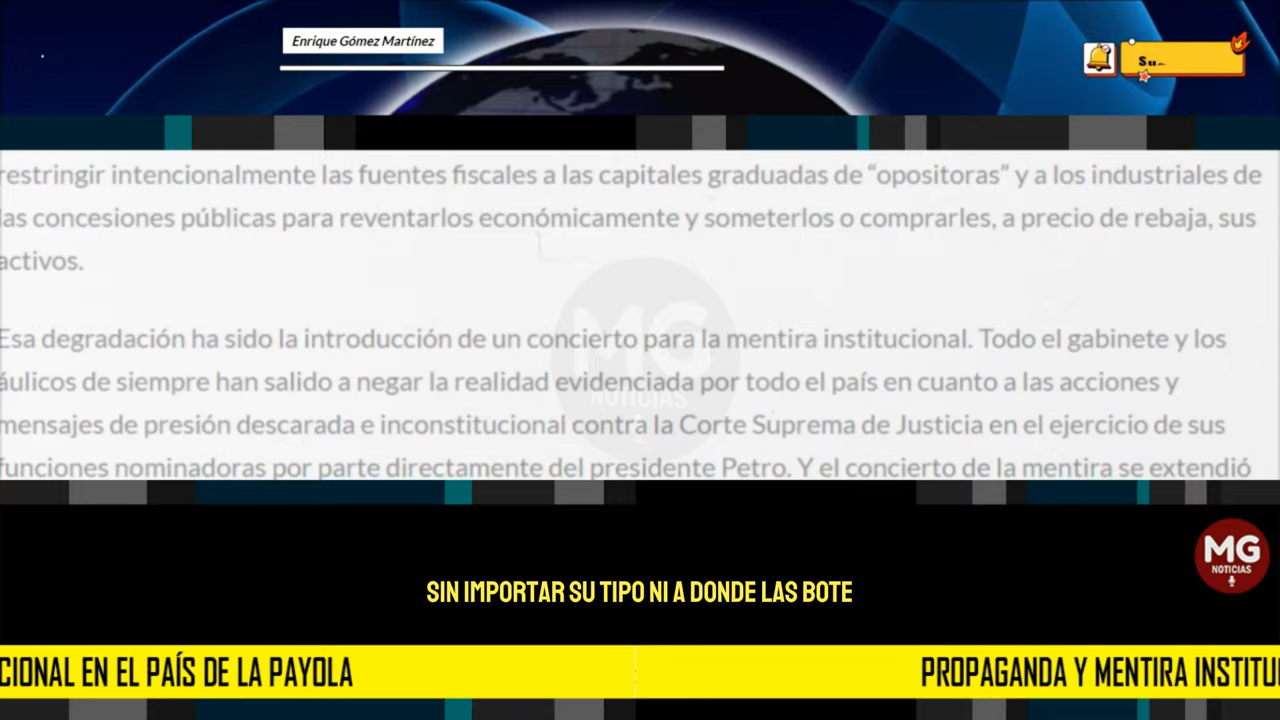 Enrique Gómez Martínez
Su
restringir intencionalmente las fuentes fiscales a las capitales graduadas de “opositoras” y a los industriales de
las concesiones públicas para reventarlos económicamente y someterlos o comprarles, a precio de rebaja, sus
activos.
Esa degradación ha sido la introducción de un concierto para la mentira institucional. Todo el gabinete y los
áulicos de siempre han salido a negar la realidad evidenciada por todo el país en cuanto a las acciones y
mensajes de presión descarada e inconstitucional contra la Corte Suprema de Justicia en el ejercicio de sus
funciones nominadoras por parte directamente del presidente Petro. Y el concierto de la mentira se extendió
MG
NOTICIAS
MG
NOTICIAS
SIN IMPORTAR SU TIPO NI A DONDE LAS BOTE
CIONAL EN EL PAÍS DE LA PAYOLA
PROPAGANDA Y MENTIRA INSTITU